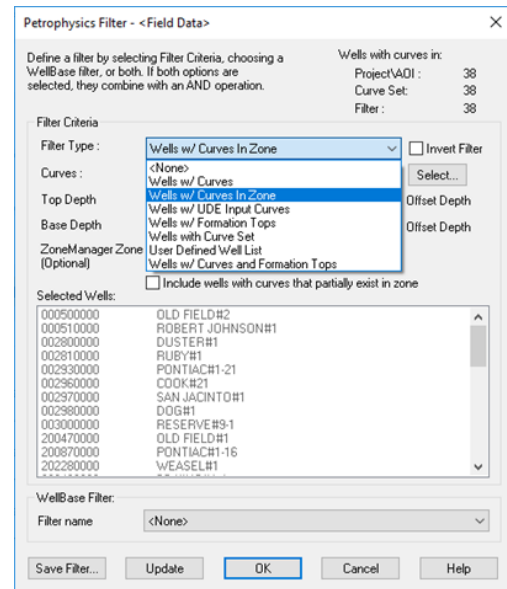 Petrophysics Filter - <Field Data>
Define a filter by selecting Filter Criteria, choosing a
WellBase filter, or both. If both options are
selected, they combine with an AND operation.
Wells with curves in:
Project\AOI : 38
Curve Set: 38
Filter : 38
Filter Criteria
Filter Type : Wells w/ Curves In Zone Invert Filter
<None>
Curves : Wells w/ Curves Select...
Wells w/ Curves In Zone
Top Depth Wells w/ UDE Input Curves Offset Depth
Wells w/ Formation Tops
Base Depth Wells with Curve Set Offset Depth
ZoneManager Zone User Defined Well List
(Optional) Wells w/ Curves and Formation Tops
Include wells with curves that partially exist in zone
Selected Wells:
000500000 OLD FIELD#2
000510000 ROBERT JOHNSON#1
002800000 DUSTER#1
002810000 RUBY#1
002930000 PONTIAC#1-21
002960000 COOK#21
002970000 SAN JACINTO#1
002980000 DOG#1
003000000 RESERVE#9-1
200470000 OLD FIELD#1
200870000 PONTIAC#1-16
202280000 WEASEL#1
WellBase Filter:
Filter name <None>
Save Filter... Update OK Cancel Help